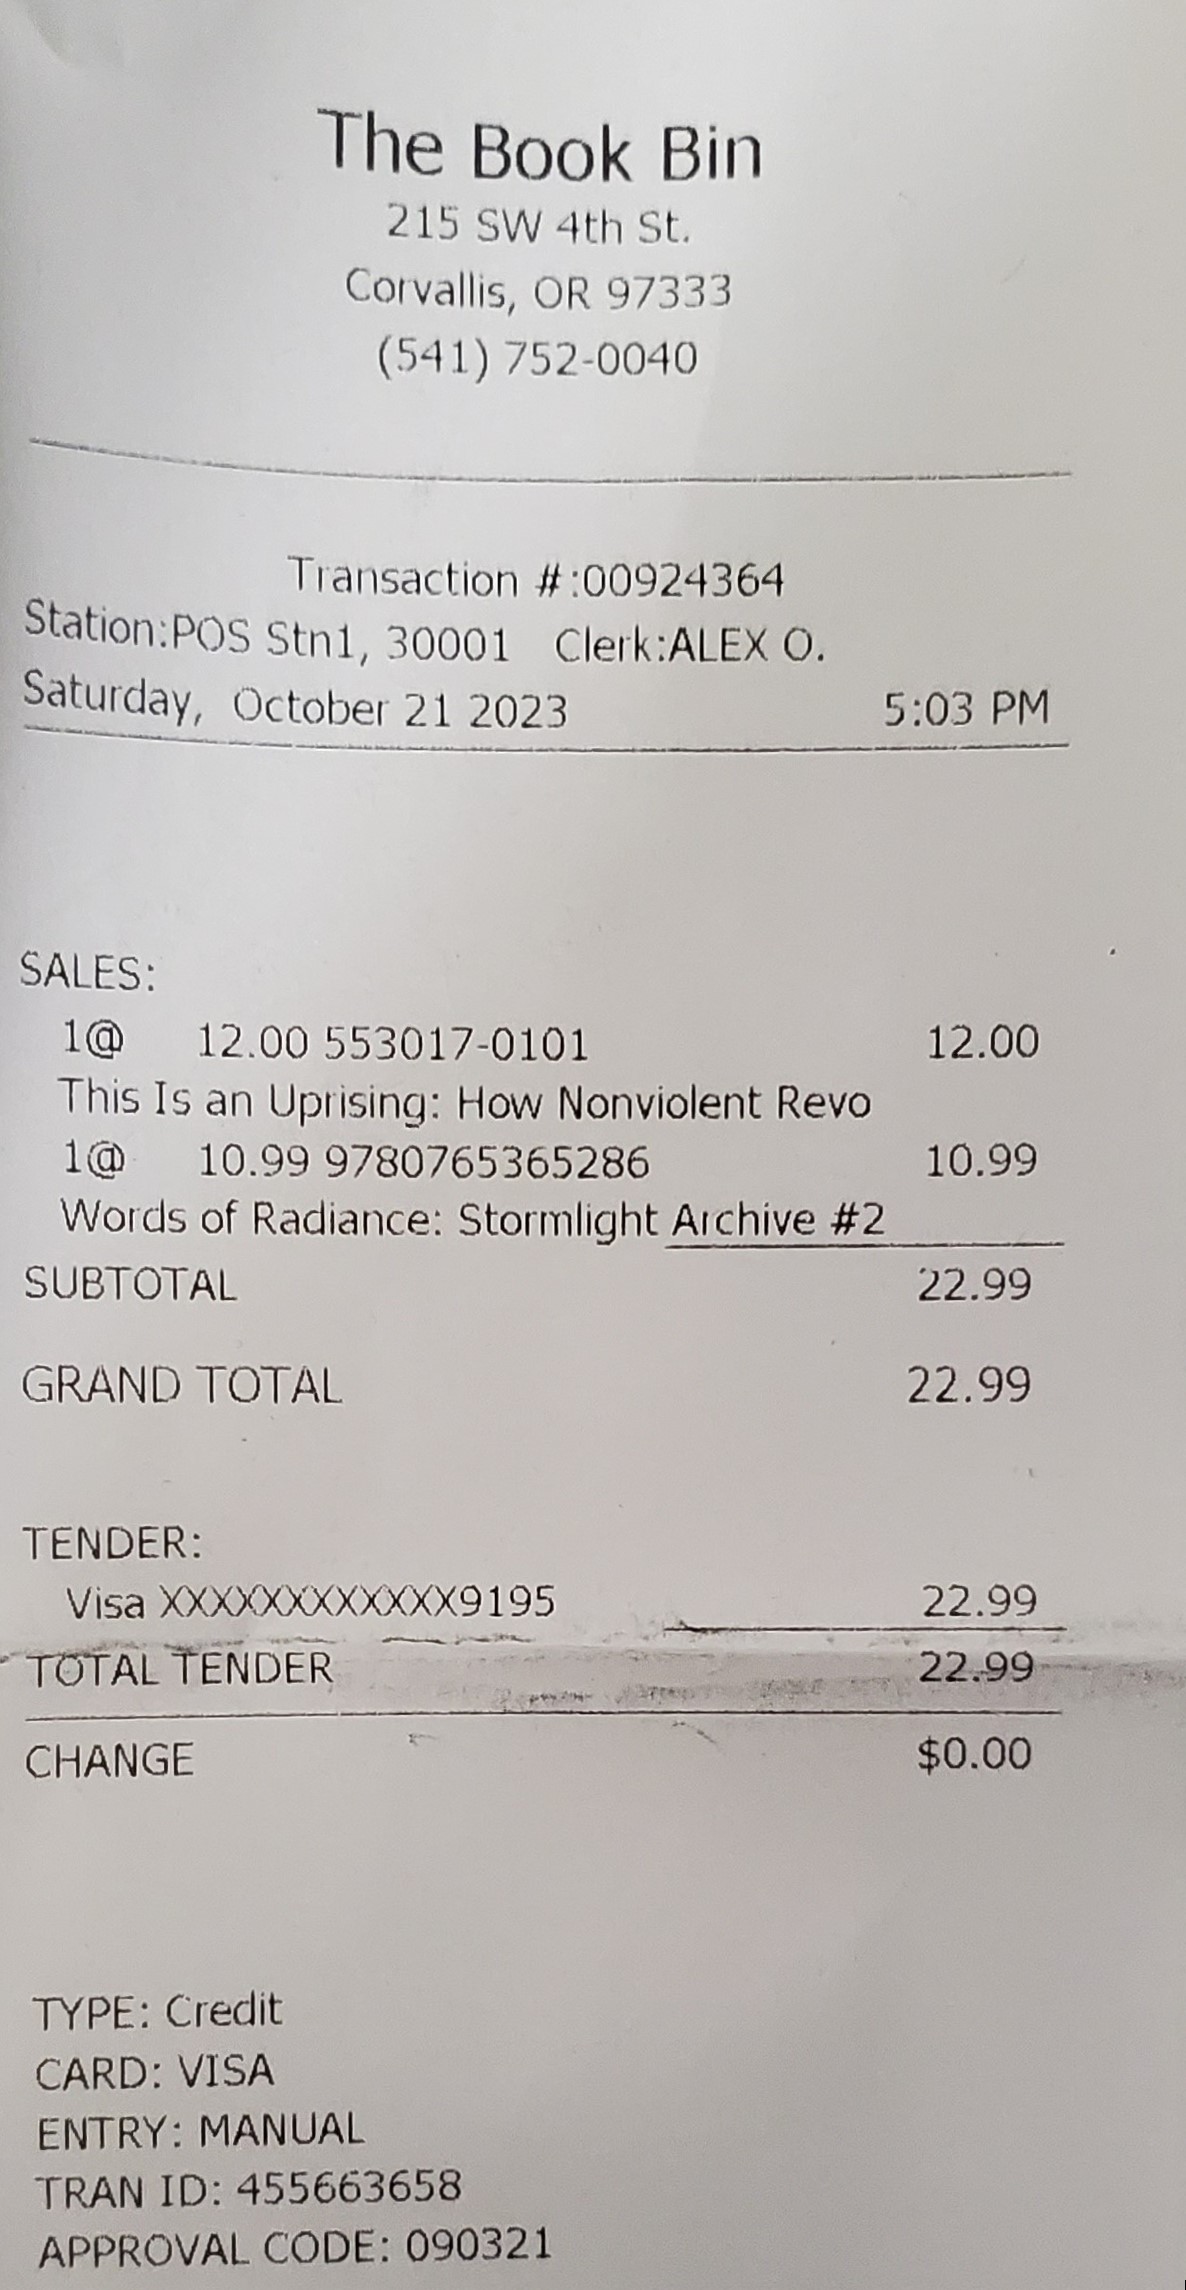 The Book Bin
215 SW 4th St.
Corvallis, OR 97333
(541) 752-0040
Transaction #:00924364
Station:POS Stn1, 30001 Clerk:ALEX O.
Saturday, October 21 2023 5:03 PM
SALES:
1@ 12.00 553017-0101 12.00
This Is an Uprising: How Nonviolent Revo
1@ 10.99 9780765365286 10.99
Words of Radiance: Stormlight Archive #2
SUBTOTAL 22.99
GRAND TOTAL 22.99
TENDER:
Visa XXXXXXXXXXXX9195 22.99
TOTAL TENDER 22.99
CHANGE $0.00
TYPE: Credit
CARD: VISA
ENTRY: MANUAL
TRAN ID: 455663658
APPROVAL CODE: 090321